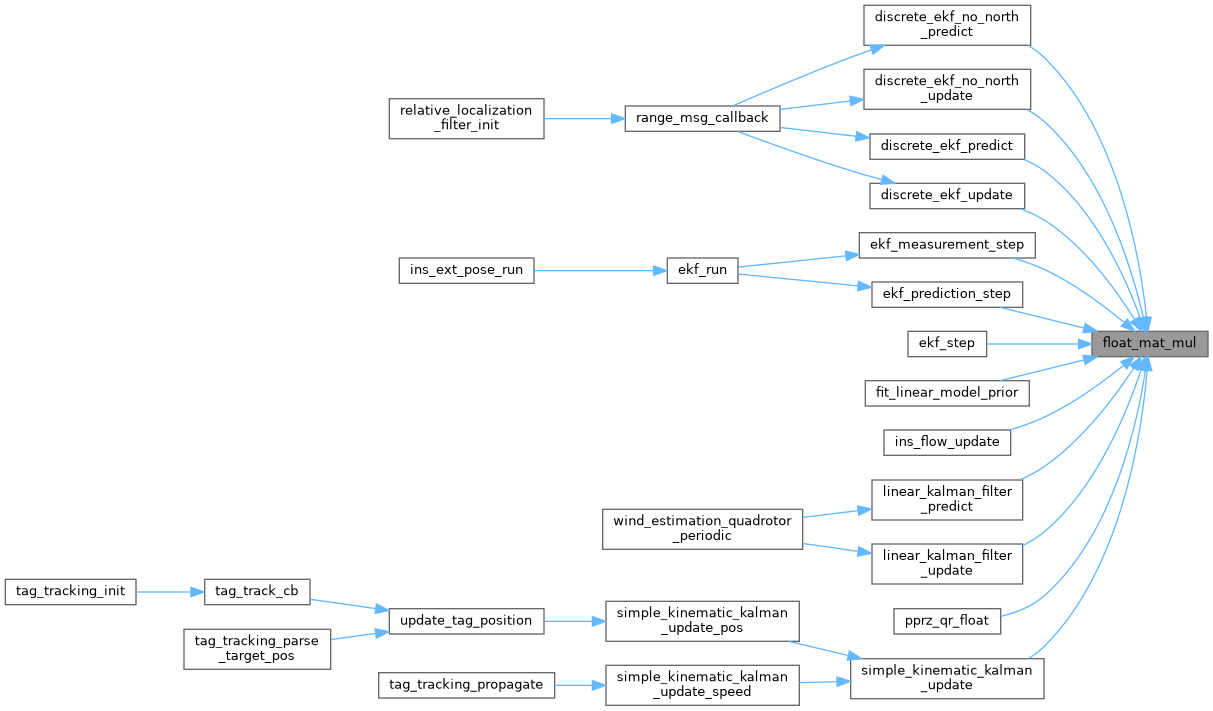 discrete_ekf_no_north
_predict
discrete_ekf_no_north
_update
relative_localization
_filter_init
range_msg_callback
discrete_ekf_predict
discrete_ekf_update
ekf_measurement_step
ins_ext_pose_run
ekf_run
ekf_prediction_step
ekf_step
float_mat_mul
fit_linear_model_prior
ins_flow_update
linear_kalman_filter
_predict
wind_estimation_quadrotor
_periodic
linear_kalman_filter
_update
tag_tracking_init
tag_track_cb
update_tag_position
simple_kinematic_kalman
_update_pos
pprz_qr_float
tag_tracking_parse
_target_pos
simple_kinematic_kalman
_update
tag_tracking_propagate
simple_kinematic_kalman
_update_speed